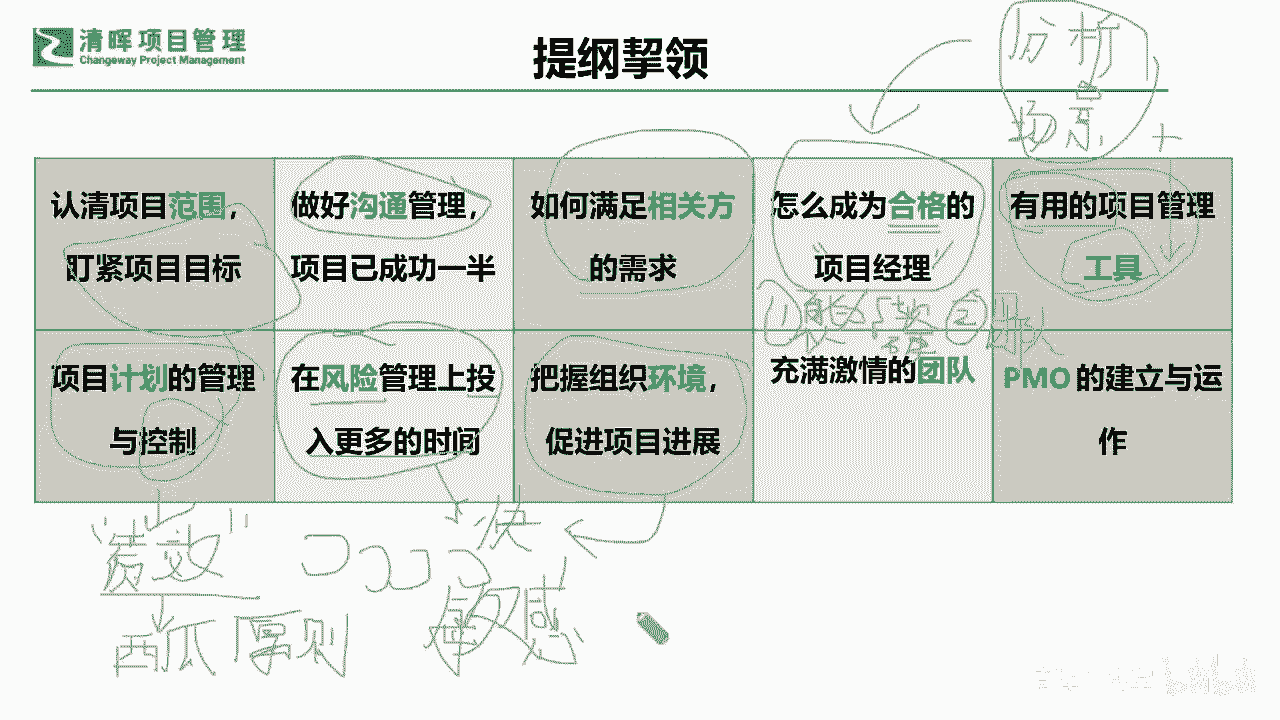 清晖项目管理
Changeway Project Management
提纲挈领
分析
场景
认清项目范围，
盯紧项目目标
做好沟通管理，
项目已成功一半
如何满足相关方
的需求
怎么成为合格的
项目经理
有用的项目管理
工具
①能
②团队
项目计划的管理
与控制
在风险管理上投
入更多的时间
把握组织环境，
促进项目进展
充满激情的团队
PMO 的建立与运
作
"绩效"
快
西瓜原则
敏感
bilibili